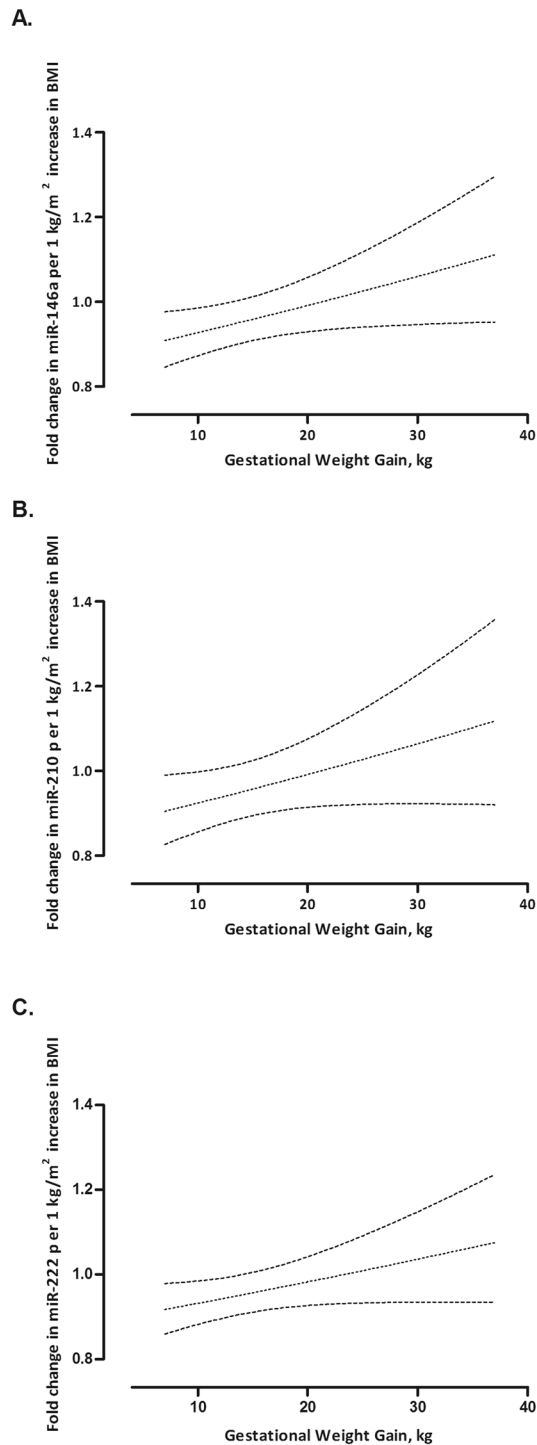 A.
Fold change in miR-146a per 1 kg/m² increase in BMI
1.4
1.2
1.0
0.8
10 20 30 40
Gestational Weight Gain, kg
B.
Fold change in miR-210 p er 1 kg/m² increase in BMI
1.4
1.2
1.0
0.8
10 20 30 40
Gestational Weight Gain, kg
C.
Fold change in miR-222 p er 1 kg/m² increase in BMI
1.4
1.2
1.0
0.8
10 20 30 40
Gestational Weight Gain, kg